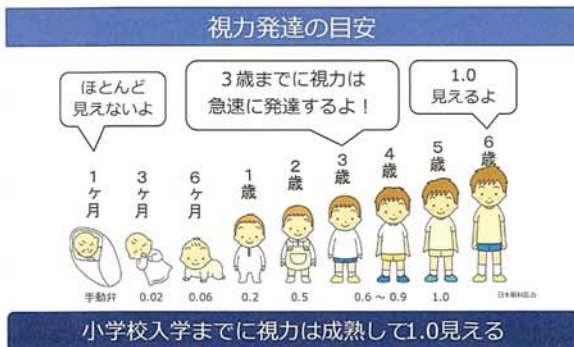 視力発達の目安
ほとんど
見えないよ
3歳までに視力は
急速に発達するよ！
1.0
見えるよ
1ヶ月
3ヶ月
6ヶ月
1歳
2歳
3歳
4歳
5歳
6歳
手動弁 0.02 0.06 0.2 0.5 0.6 ～ 0.9 1.0
日本眼科医会
小学校入学までに視力は成熟して1.0見える